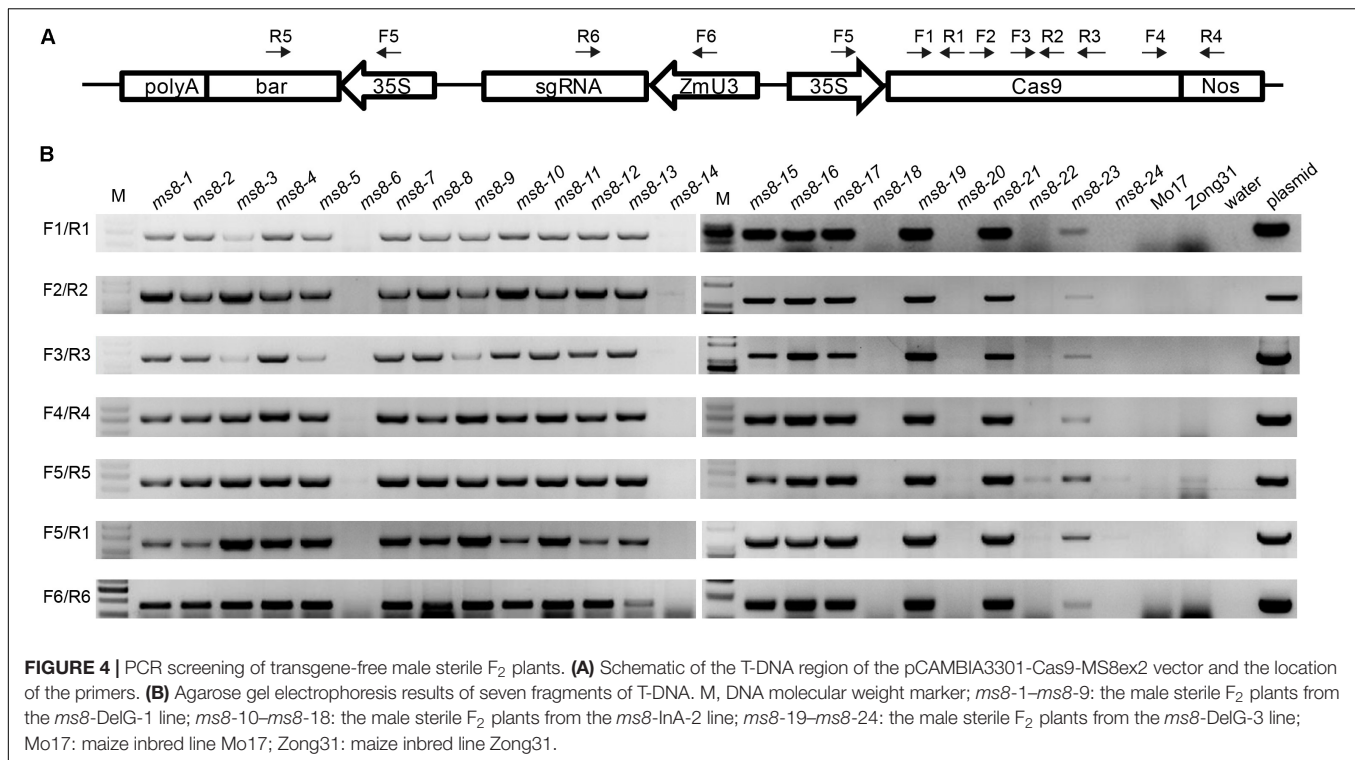 A
R5 F5 R6 F6 F5 F1 R1 F2 F3 R2 R3 F4 R4
polyA bar 35S sgRNA ZmU3 35S Cas9 Nos
B
M ms8-1 ms8-2 ms8-3 ms8-4 ms8-5 ms8-6 ms8-7 ms8-8 ms8-9 ms8-10 ms8-11 ms8-12 ms8-13 ms8-14 M ms8-15 ms8-16 ms8-17 ms8-18 ms8-19 ms8-20 ms8-21 ms8-22 ms8-23 ms8-24 Mo17 Zong31 water plasmid
F1/R1
F2/R2
F3/R3
F4/R4
F5/R5
F5/R1
F6/R6
FIGURE 4 | PCR screening of transgene-free male sterile F2 plants. (A) Schematic of the T-DNA region of the pCAMBIA3301-Cas9-MS8ex2 vector and the location
of the primers. (B) Agarose gel electrophoresis results of seven fragments of T-DNA. M, DNA molecular weight marker; ms8-1–ms8-9: the male sterile F2 plants from
the ms8-DelG-1 line; ms8-10–ms8-18: the male sterile F2 plants from the ms8-InA-2 line; ms8-19–ms8-24: the male sterile F2 plants from the ms8-DelG-3 line;
Mo17: maize inbred line Mo17; Zong31: maize inbred line Zong31.